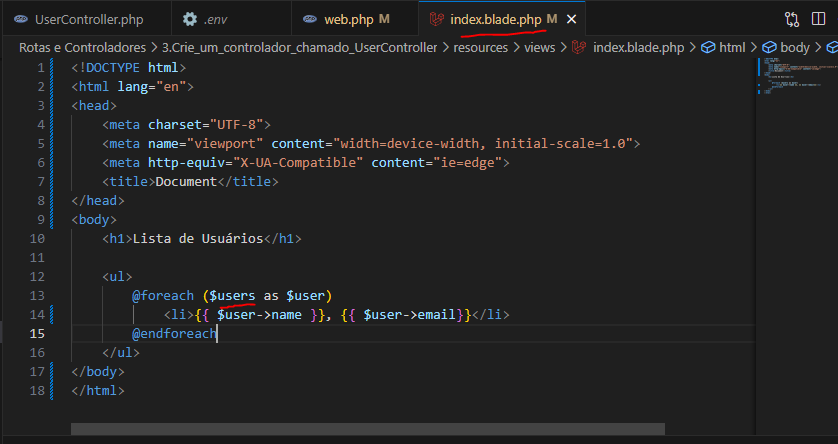 UserController.php .env web.php M index.blade.php M
Rotas e Controladores > 3.Crie_um_controlador_chamado_UserController > resources > views > index.blade.php > html > body >
1 <!DOCTYPE html>
2 <html lang="en">
3 <head>
4 <meta charset="UTF-8">
5 <meta name="viewport" content="width=device-width, initial-scale=1.0">
6 <meta http-equiv="X-UA-Compatible" content="ie=edge">
7 <title>Document</title>
8 </head>
9 <body>
10 <h1>Lista de Usuários</h1>
11
12 <ul>
13 @foreach ($users as $user)
14 <li>{{ $user->name }}, {{ $user->email}}</li>
15 @endforeach
16 </ul>
17 </body>
18 </html>